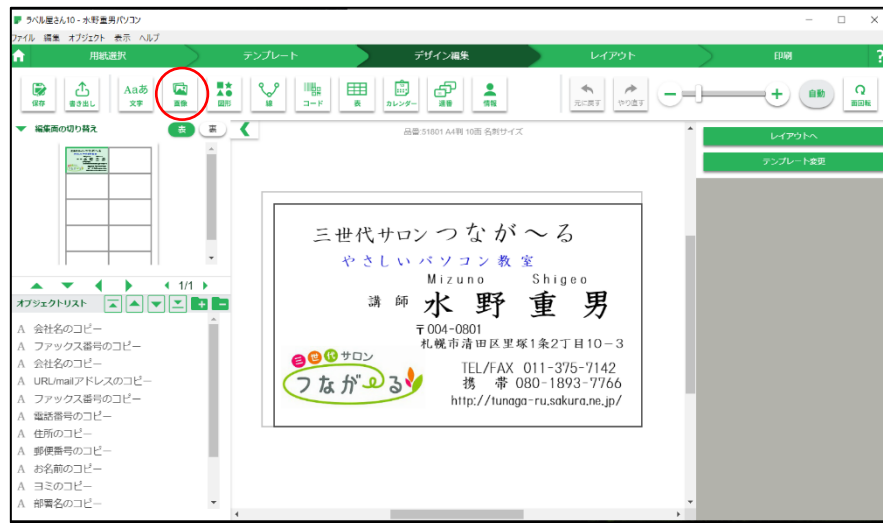 ラベル屋さん10 - 水野重男パソコン
ファイル 編集 オブジェクト 表示 ヘルプ
用紙選択 テンプレート デザイン編集 レイアウト 印刷 ?
Aaあ
保存 書き出し 文字 画像 図形 線 コード 表 カレンダー 連番 情報 元に戻す やり直す 自動 右回転
編集面の切り替え 表 裏
品番:51801 A4判 10面 名刺サイズ
レイアウトへ
テンプレート変更
三世代サロン つなが~る
やさしいパソコン教室
Mizuno Shigeo
講師 水野 重男
〒004-0801
札幌市清田区里塚1条2丁目10-3
三世代サロン
つながる
TEL/FAX 011-375-7142
携帯 080-1893-7766
http://tunaga-ru.sakura.ne.jp/
1/1
オブジェクトリスト
A 会社名のコピー
A ファックス番号のコピー
A 会社名のコピー
A URL/mailアドレスのコピー
A ファックス番号のコピー
A 電話番号のコピー
A 住所のコピー
A 郵便番号のコピー
A お名前のコピー
A ヨミのコピー
A 部署名のコピー